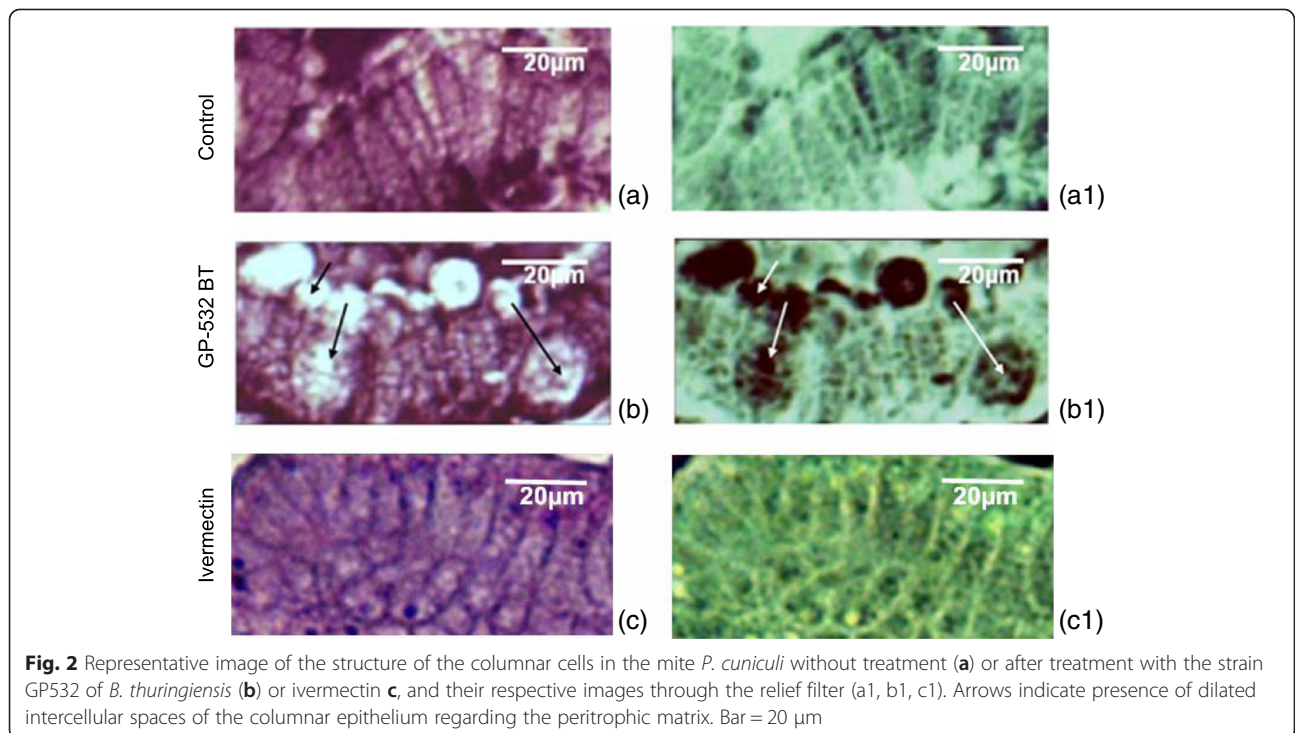 Control
20μm
(a)
20μm
(a1)
GP-532 BT
20μm
(b)
20μm
(b1)
Ivermectin
20μm
(c)
20μm
(c1)
Fig. 2 Representative image of the structure of the columnar cells in the mite P. cuniculi without treatment (a) or after treatment with the strain
GP532 of B. thuringiensis (b) or ivermectin c, and their respective images through the relief filter (a1, b1, c1). Arrows indicate presence of dilated
intercellular spaces of the columnar epithelium regarding the peritrophic matrix. Bar = 20 μm